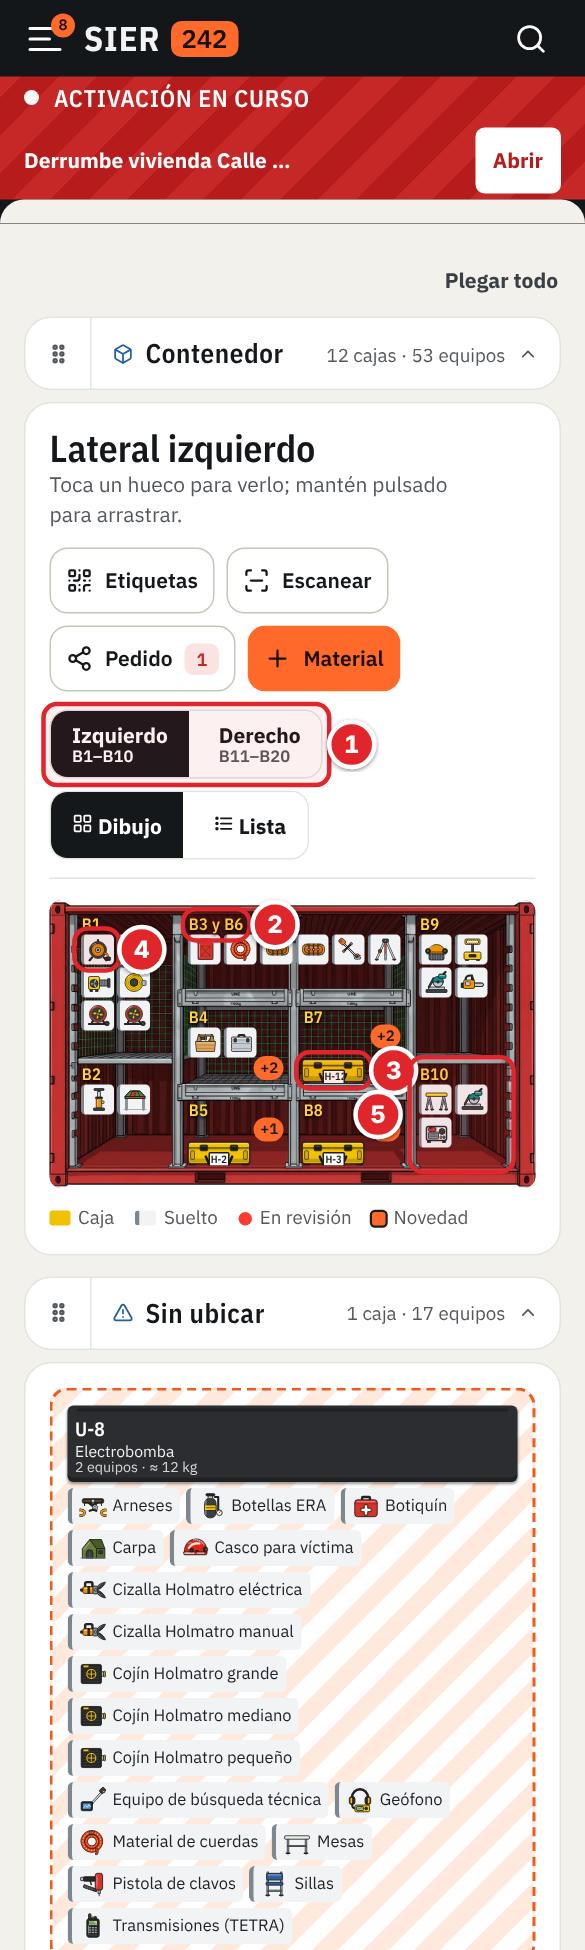 8
SIER 242
ACTIVACIÓN EN CURSO
Derrumbe vivienda Calle ...
Abrir
Plegar todo
Contenedor
12 cajas · 53 equipos
Lateral izquierdo
Toca un hueco para verlo; mantén pulsado
para arrastrar.
Etiquetas
Escanear
Pedido 1
Material
Izquierdo
B1–B10
Derecho
B11–B20
1
Dibujo
Lista
B1
B3 y B6
2
B9
4
B4
B7
+2
+2
H-12
3
B2
B10
5
B5
+1
B8
H-2
H-3
Caja
Suelto
En revisión
Novedad
Sin ubicar
1 caja · 17 equipos
U-8
Electrobomba
2 equipos · ≈ 12 kg
Arneses
Botellas ERA
Botiquín
Carpa
Casco para víctima
Cizalla Holmatro eléctrica
Cizalla Holmatro manual
Cojín Holmatro grande
Cojín Holmatro mediano
Cojín Holmatro pequeño
Equipo de búsqueda técnica
Geófono
Material de cuerdas
Mesas
Pistola de clavos
Sillas
Transmisiones (TETRA)